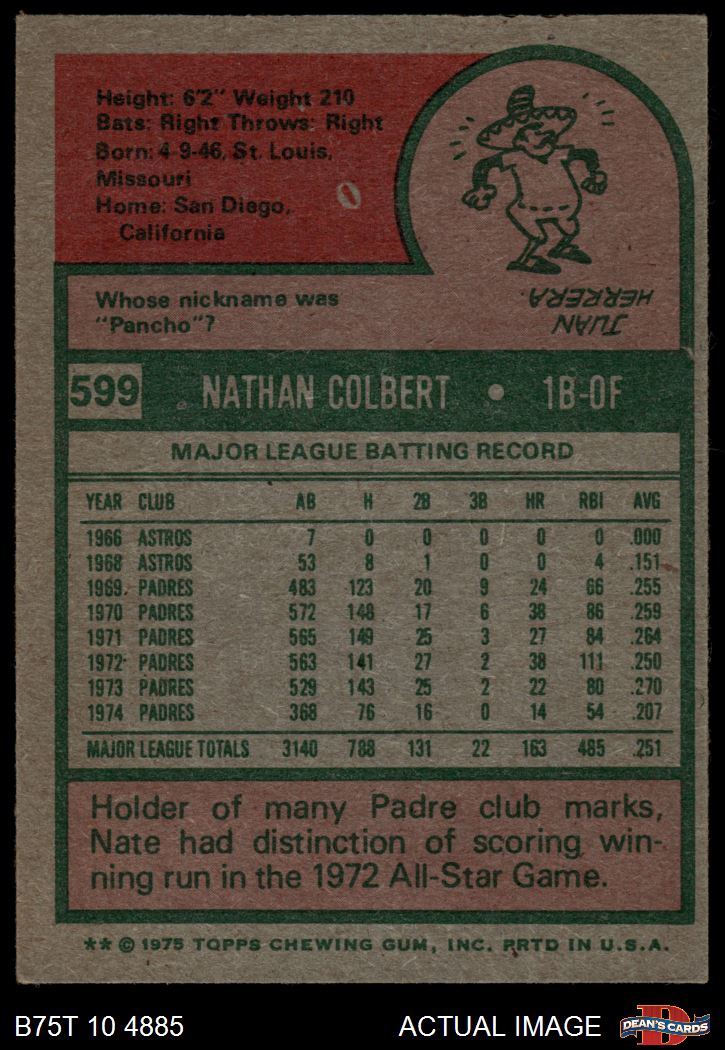 Height: 6'2" Weight 210
Bats: Right Throws: Right
Born: 4-9-46, St. Louis,
Missouri
Home: San Diego,
California
Whose nickname was
"Pancho"?
JUAN
HERRERA
599 NATHAN COLBERT • 1B-OF
MAJOR LEAGUE BATTING RECORD
YEAR CLUB AB H 2B 3B HR RBI AVG
1966 ASTROS 7 0 0 0 0 0 .000
1968 ASTROS 53 8 1 0 0 4 .151
1969 PADRES 483 123 20 9 24 66 .255
1970 PADRES 572 148 17 6 38 86 .259
1971 PADRES 565 149 25 3 27 84 .264
1972 PADRES 563 141 27 2 38 111 .250
1973 PADRES 529 143 25 2 22 80 .270
1974 PADRES 368 76 16 0 14 54 .207
MAJOR LEAGUE TOTALS 3140 788 131 22 163 485 .251
Holder of many Padre club marks,
Nate had distinction of scoring win-
ning run in the 1972 All-Star Game.
** © 1975 TOPPS CHEWING GUM, INC. PRTD IN U.S.A.
B75T 10 4885 ACTUAL IMAGE
D
DEAN'S CARDS